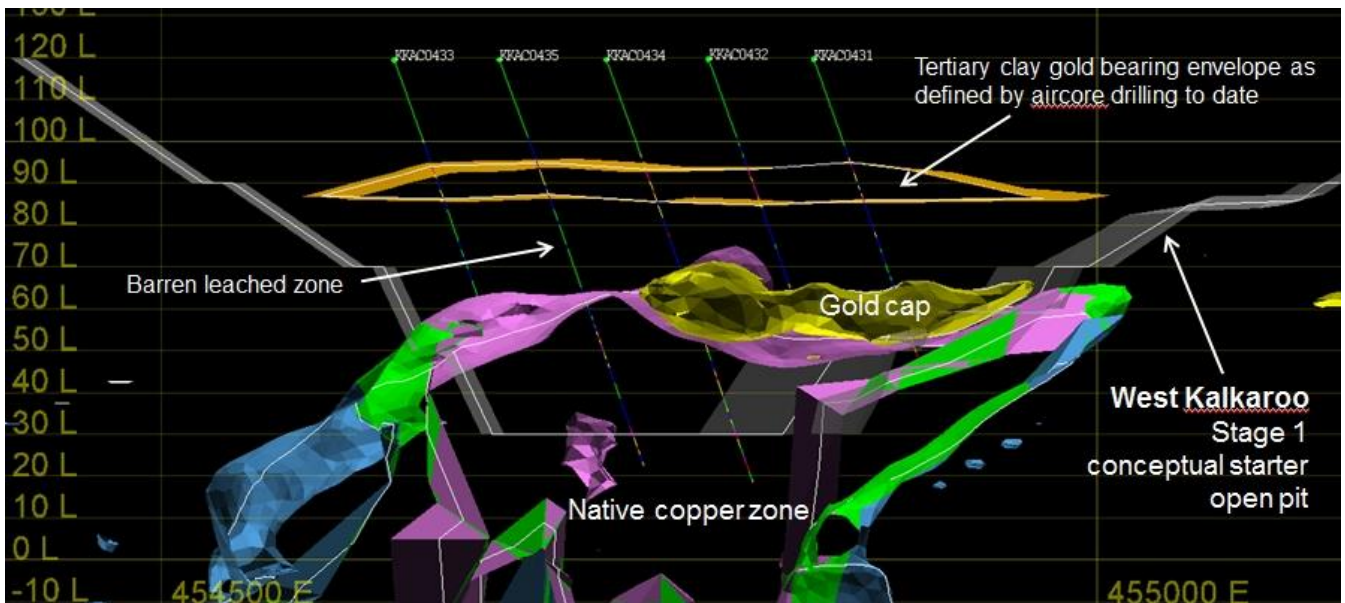 130 L
120 L
KKAC0433 KKAC0435 KKAC0434 KKAC0432 KKAC0431
Tertiary clay gold bearing envelope as
defined by aircore drilling to date
110 L
100 L
90 L
80 L
70 L
Barren leached zone
60 L
Gold cap
50 L
40 L
West Kalkaroo
Stage 1
conceptual starter
open pit
30 L
20 L
10 L
Native copper zone
0 L
-10 L
454500 E
455000 E